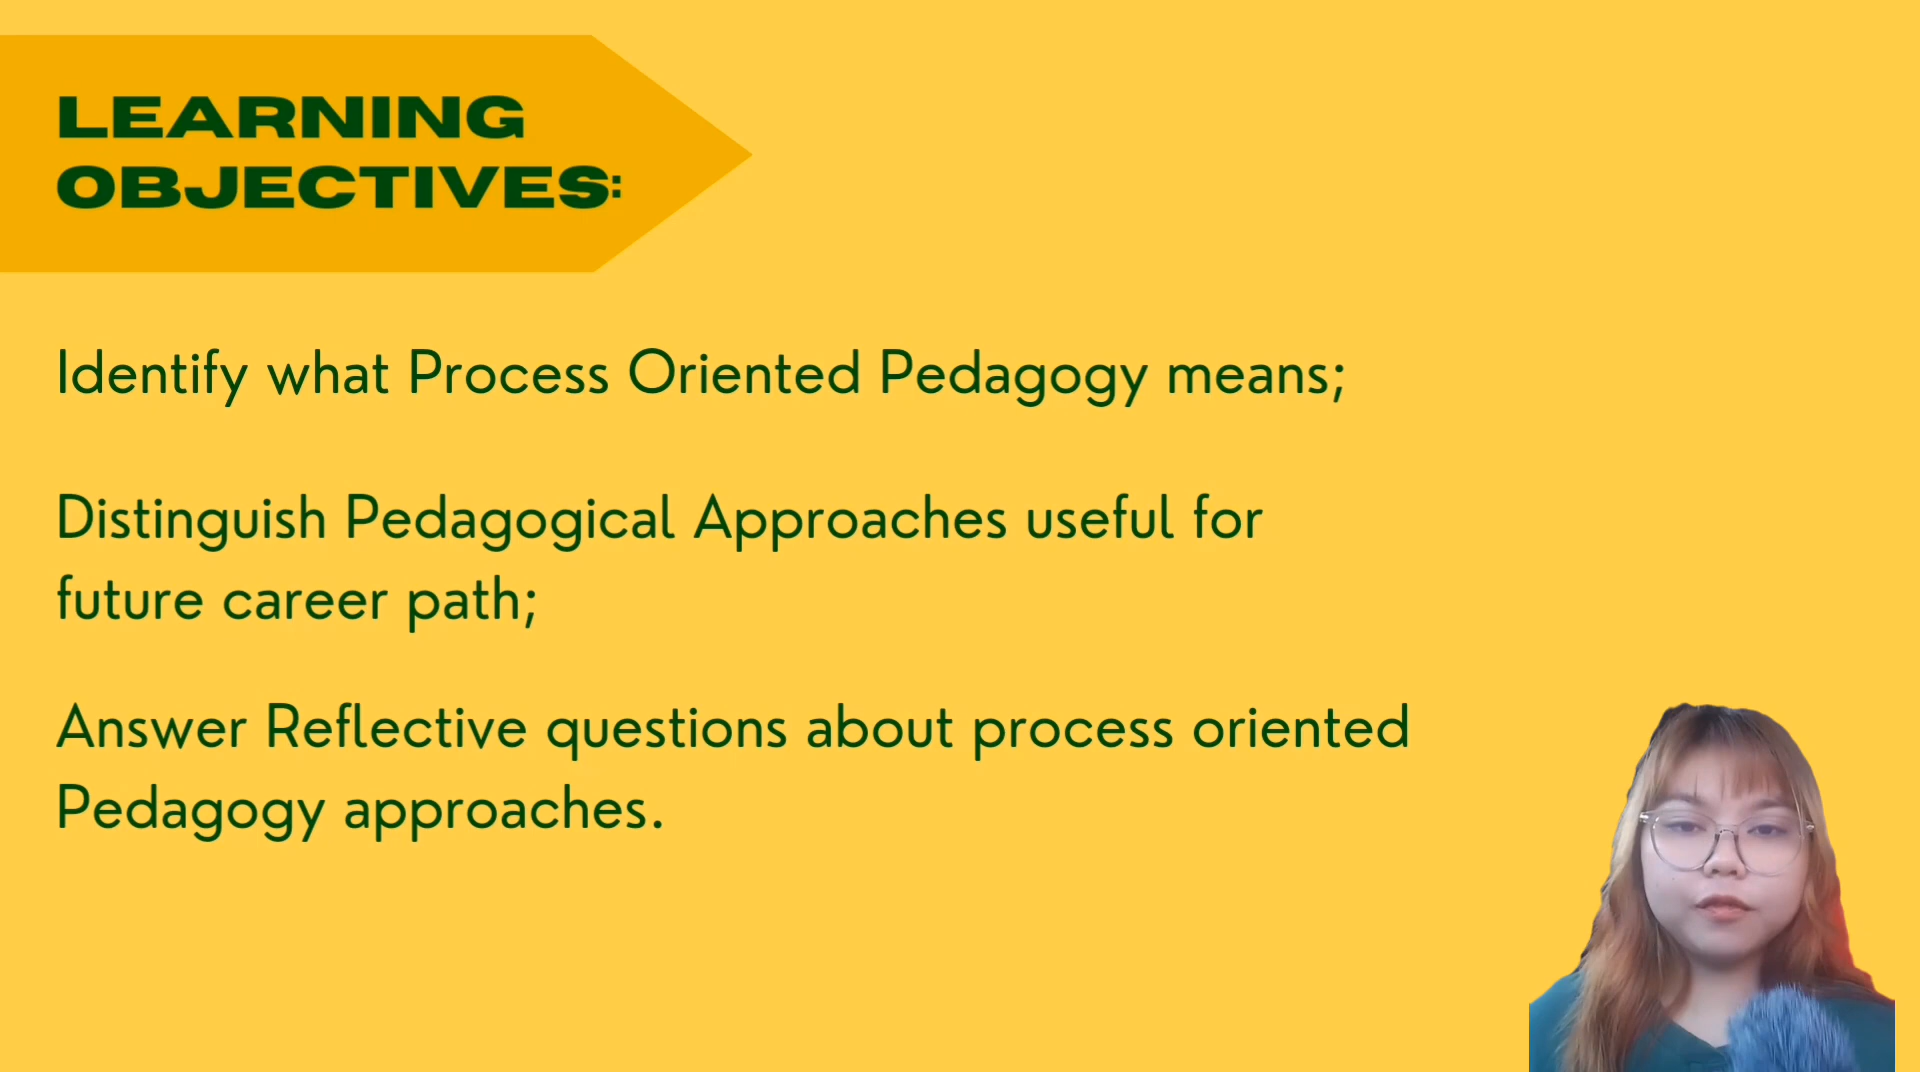 LEARNING
OBJECTIVES:
Identify what Process Oriented Pedagogy means;
Distinguish Pedagogical Approaches useful for
future career path;
Answer Reflective questions about process oriented
Pedagogy approaches.